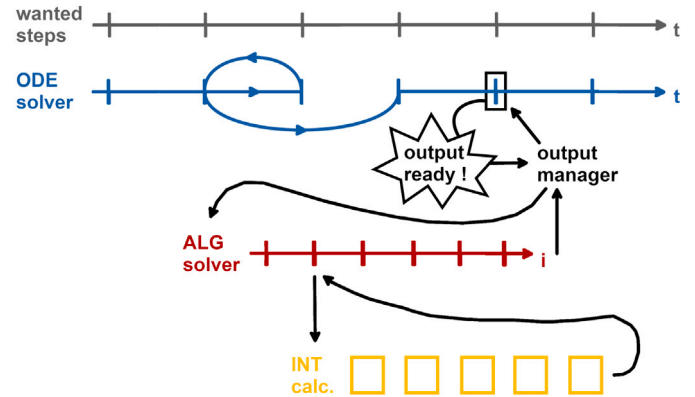 wanted
steps
t
ODE
solver
t
output
ready !
output
manager
ALG
solver
i
INT
calc.